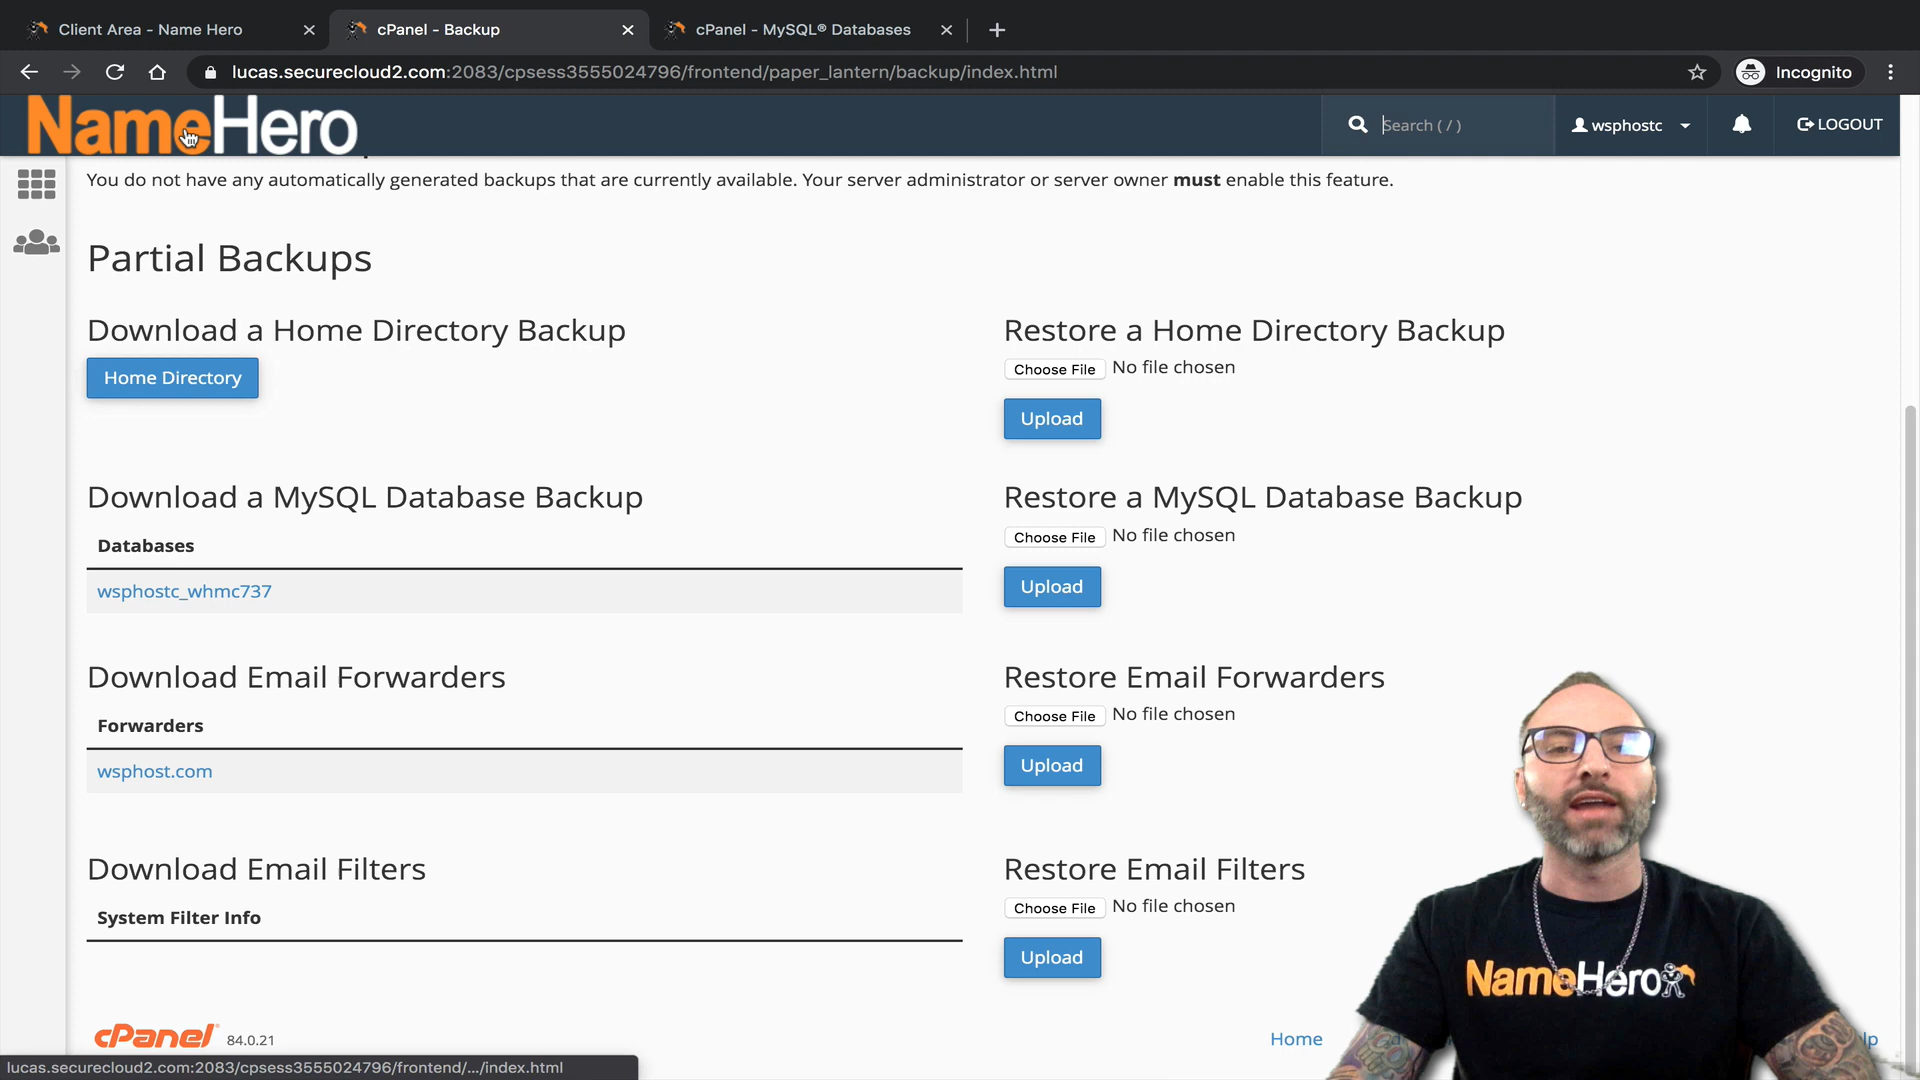 Client Area - Name Hero
cPanel - Backup
cPanel - MySQL® Databases
lucas.securecloud2.com:2083/cpsess3555024796/frontend/paper_lantern/backup/index.html
Incognito
NameHero
Search ( / )
wsphostc
LOGOUT
You do not have any automatically generated backups that are currently available. Your server administrator or server owner must enable this feature.
Partial Backups
Download a Home Directory Backup
Home Directory
Restore a Home Directory Backup
Choose File No file chosen
Upload
Download a MySQL Database Backup
Databases
wsphostc_whmc737
Restore a MySQL Database Backup
Choose File No file chosen
Upload
Download Email Forwarders
Forwarders
wsphost.com
Restore Email Forwarders
Choose File No file chosen
Upload
Download Email Filters
System Filter Info
Restore Email Filters
Choose File No file chosen
Upload
NameHero
cPanel 84.0.21
Home
lucas.securecloud2.com:2083/cpsess3555024796/frontend/.../index.html